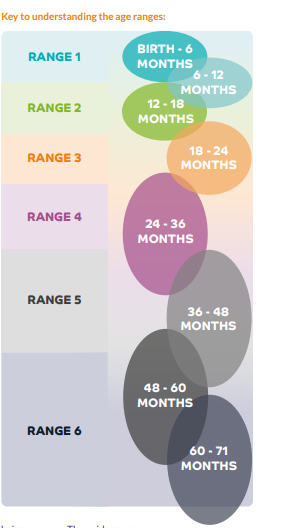 Key to understanding the age ranges:
RANGE 1
BIRTH - 6
MONTHS
6 - 12
MONTHS
RANGE 2
12 - 18
MONTHS
RANGE 3
18 - 24
MONTHS
RANGE 4
24 - 36
MONTHS
RANGE 5
36 - 48
MONTHS
RANGE 6
48 - 60
MONTHS
60 - 71
MONTHS